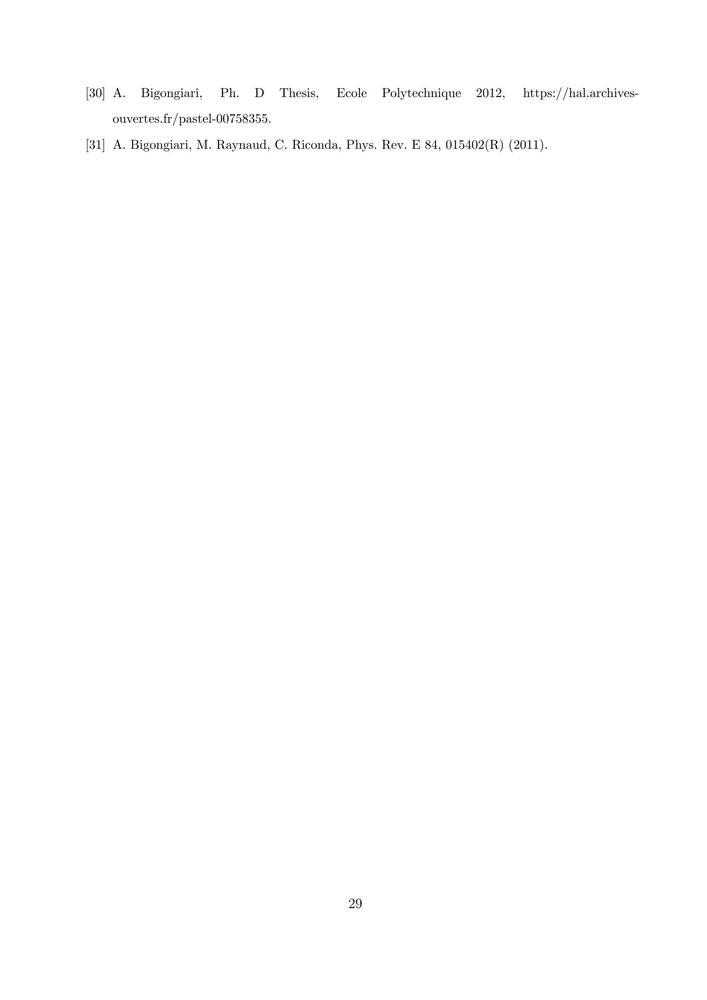 [30] A. Bigongiari, Ph. D Thesis, Ecole Polytechnique 2012, https://hal.archives-
ouvertes.fr/pastel-00758355.
[31] A. Bigongiari, M. Raynaud, C. Riconda, Phys. Rev. E 84, 015402(R) (2011).
29